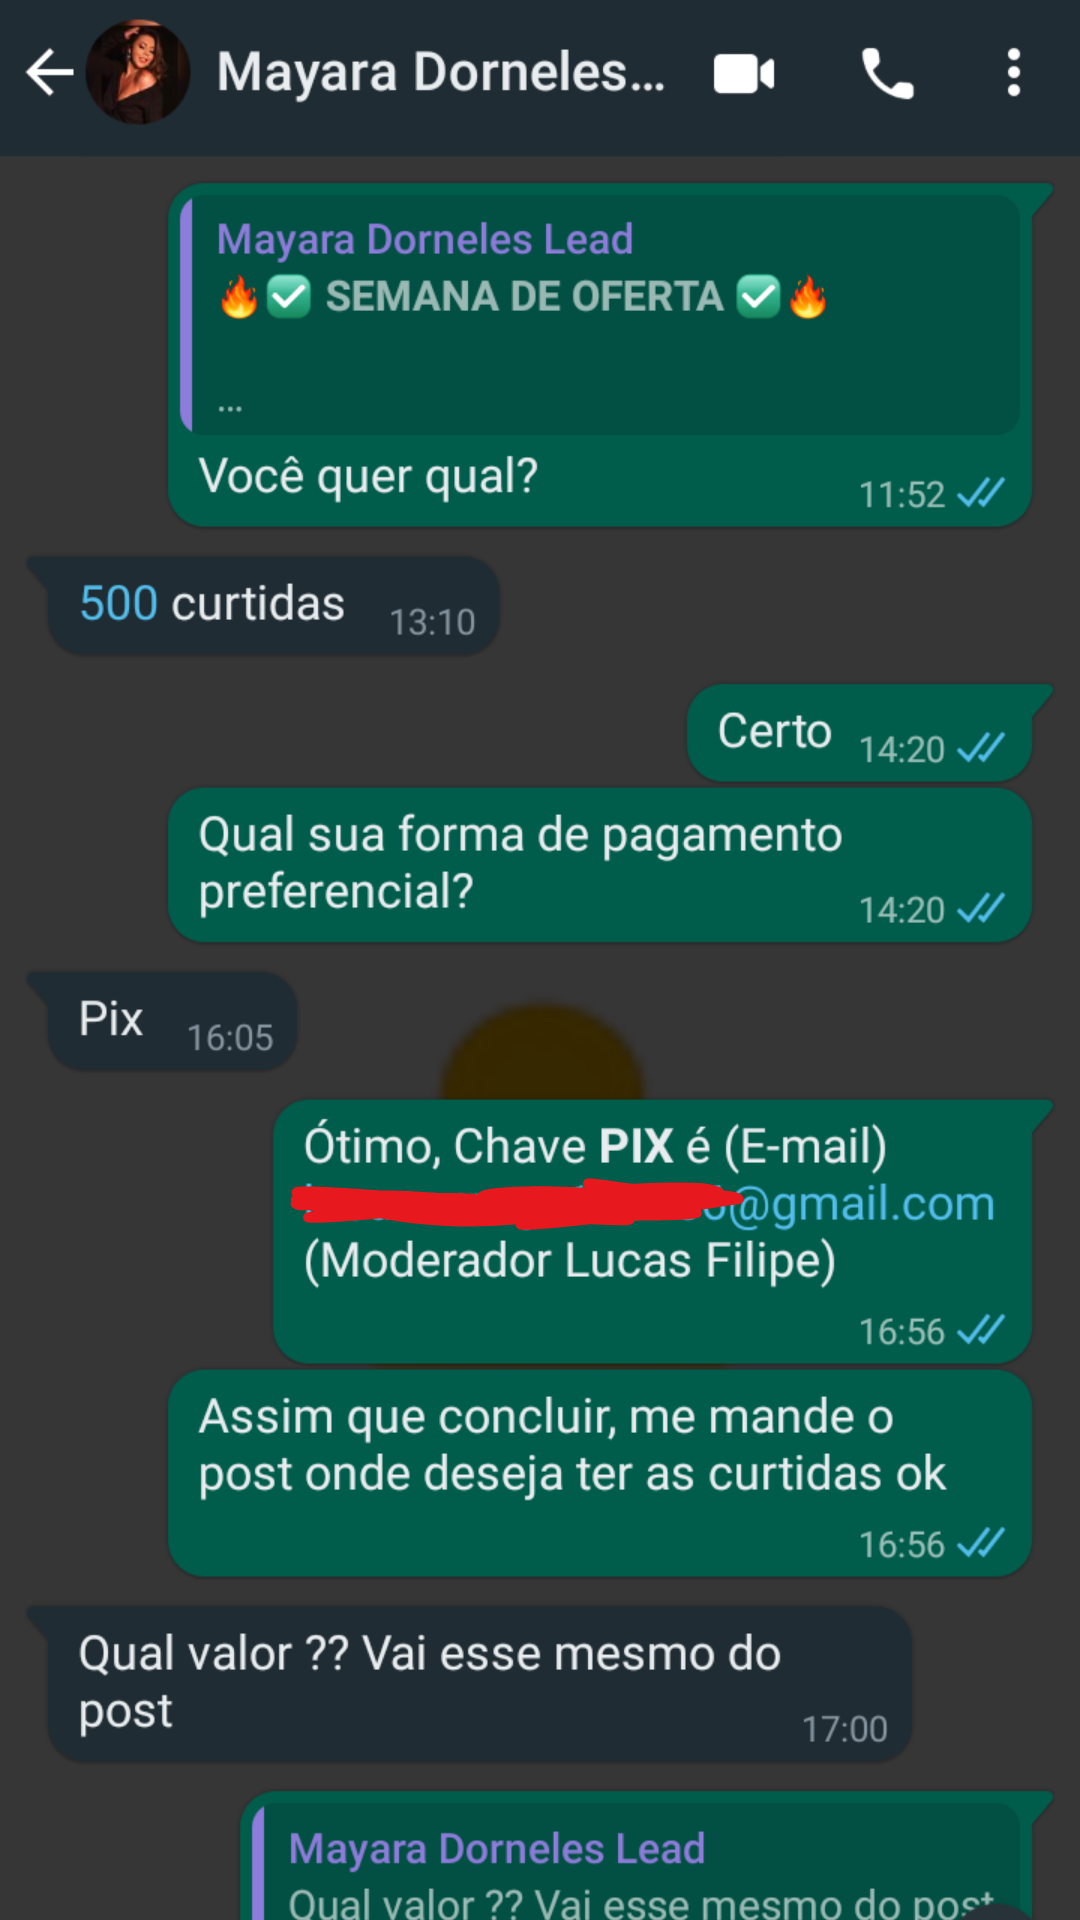 Mayara Dorneles...
Mayara Dorneles Lead
🔥✅ SEMANA DE OFERTA ✅🔥
...
Você quer qual?
11:52
500 curtidas
13:10
Certo
14:20
Qual sua forma de pagamento
preferencial?
14:20
Pix
16:05
Ótimo, Chave PIX é (E-mail)
@gmail.com
(Moderador Lucas Filipe)
16:56
Assim que concluir, me mande o
post onde deseja ter as curtidas ok
16:56
Qual valor ?? Vai esse mesmo do
post
17:00
Mayara Dorneles Lead
Qual valor ?? Vai esse mesmo do post